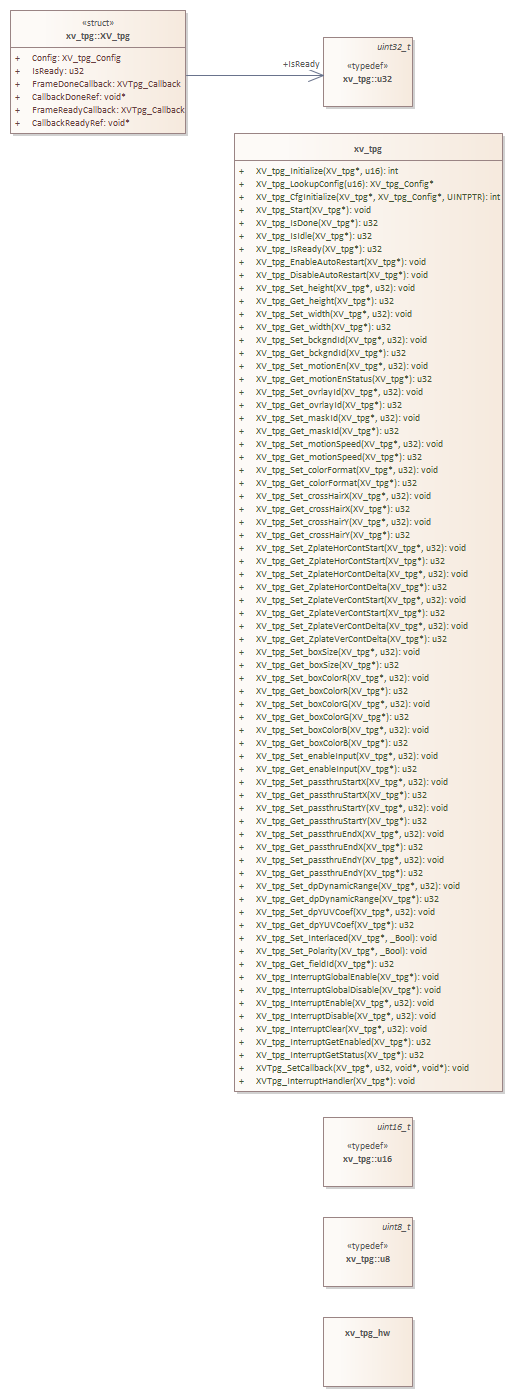 «struct»
xv_tpg::XV_tpg
+ Config: XV_tpg_Config
+ IsReady: u32
+ FrameDoneCallback: XVTpg_Callback
+ CallbackDoneRef: void*
+ FrameReadyCallback: XVTpg_Callback
+ CallbackReadyRef: void*
+IsReady
uint32_t
«typedef»
xv_tpg::u32
xv_tpg
+ XV_tpg_Initialize(XV_tpg*, u16): int
+ XV_tpg_LookupConfig(u16): XV_tpg_Config*
+ XV_tpg_CfgInitialize(XV_tpg*, XV_tpg_Config*, UINTPTR): int
+ XV_tpg_Start(XV_tpg*): void
+ XV_tpg_IsDone(XV_tpg*): u32
+ XV_tpg_IsIdle(XV_tpg*): u32
+ XV_tpg_IsReady(XV_tpg*): u32
+ XV_tpg_EnableAutoRestart(XV_tpg*): void
+ XV_tpg_DisableAutoRestart(XV_tpg*): void
+ XV_tpg_Set_height(XV_tpg*, u32): void
+ XV_tpg_Get_height(XV_tpg*): u32
+ XV_tpg_Set_width(XV_tpg*, u32): void
+ XV_tpg_Get_width(XV_tpg*): u32
+ XV_tpg_Set_bckgndId(XV_tpg*, u32): void
+ XV_tpg_Get_bckgndId(XV_tpg*): u32
+ XV_tpg_Set_motionEn(XV_tpg*, u32): void
+ XV_tpg_Get_motionEnStatus(XV_tpg*): u32
+ XV_tpg_Set_ovrlayId(XV_tpg*, u32): void
+ XV_tpg_Get_ovrlayId(XV_tpg*): u32
+ XV_tpg_Set_maskId(XV_tpg*, u32): void
+ XV_tpg_Get_maskId(XV_tpg*): u32
+ XV_tpg_Set_motionSpeed(XV_tpg*, u32): void
+ XV_tpg_Get_motionSpeed(XV_tpg*): u32
+ XV_tpg_Set_colorFormat(XV_tpg*, u32): void
+ XV_tpg_Get_colorFormat(XV_tpg*): u32
+ XV_tpg_Set_crossHairX(XV_tpg*, u32): void
+ XV_tpg_Get_crossHairX(XV_tpg*): u32
+ XV_tpg_Set_crossHairY(XV_tpg*, u32): void
+ XV_tpg_Get_crossHairY(XV_tpg*): u32
+ XV_tpg_Set_ZplateHorContStart(XV_tpg*, u32): void
+ XV_tpg_Get_ZplateHorContStart(XV_tpg*): u32
+ XV_tpg_Set_ZplateHorContDelta(XV_tpg*, u32): void
+ XV_tpg_Get_ZplateHorContDelta(XV_tpg*): u32
+ XV_tpg_Set_ZplateVerContStart(XV_tpg*, u32): void
+ XV_tpg_Get_ZplateVerContStart(XV_tpg*): u32
+ XV_tpg_Set_ZplateVerContDelta(XV_tpg*, u32): void
+ XV_tpg_Get_ZplateVerContDelta(XV_tpg*): u32
+ XV_tpg_Set_boxSize(XV_tpg*, u32): void
+ XV_tpg_Get_boxSize(XV_tpg*): u32
+ XV_tpg_Set_boxColorR(XV_tpg*, u32): void
+ XV_tpg_Get_boxColorR(XV_tpg*): u32
+ XV_tpg_Set_boxColorG(XV_tpg*, u32): void
+ XV_tpg_Get_boxColorG(XV_tpg*): u32
+ XV_tpg_Set_boxColorB(XV_tpg*, u32): void
+ XV_tpg_Get_boxColorB(XV_tpg*): u32
+ XV_tpg_Set_enableInput(XV_tpg*, u32): void
+ XV_tpg_Get_enableInput(XV_tpg*): u32
+ XV_tpg_Set_passthruStartX(XV_tpg*, u32): void
+ XV_tpg_Get_passthruStartX(XV_tpg*): u32
+ XV_tpg_Set_passthruStartY(XV_tpg*, u32): void
+ XV_tpg_Get_passthruStartY(XV_tpg*): u32
+ XV_tpg_Set_passthruEndX(XV_tpg*, u32): void
+ XV_tpg_Get_passthruEndX(XV_tpg*): u32
+ XV_tpg_Set_passthruEndY(XV_tpg*, u32): void
+ XV_tpg_Get_passthruEndY(XV_tpg*): u32
+ XV_tpg_Set_dpDynamicRange(XV_tpg*, u32): void
+ XV_tpg_Get_dpDynamicRange(XV_tpg*): u32
+ XV_tpg_Set_dpYUVCoef(XV_tpg*, u32): void
+ XV_tpg_Get_dpYUVCoef(XV_tpg*): u32
+ XV_tpg_Set_Interlaced(XV_tpg*, _Bool): void
+ XV_tpg_Set_Polarity(XV_tpg*, _Bool): void
+ XV_tpg_Get_fieldId(XV_tpg*): u32
+ XV_tpg_InterruptGlobalEnable(XV_tpg*): void
+ XV_tpg_InterruptGlobalDisable(XV_tpg*): void
+ XV_tpg_InterruptEnable(XV_tpg*, u32): void
+ XV_tpg_InterruptDisable(XV_tpg*, u32): void
+ XV_tpg_InterruptClear(XV_tpg*, u32): void
+ XV_tpg_InterruptGetEnabled(XV_tpg*): u32
+ XV_tpg_InterruptGetStatus(XV_tpg*): u32
+ XVTpg_SetCallback(XV_tpg*, u32, void*, void*): void
+ XVTpg_InterruptHandler(XV_tpg*): void
uint16_t
«typedef»
xv_tpg::u16
uint8_t
«typedef»
xv_tpg::u8
xv_tpg_hw